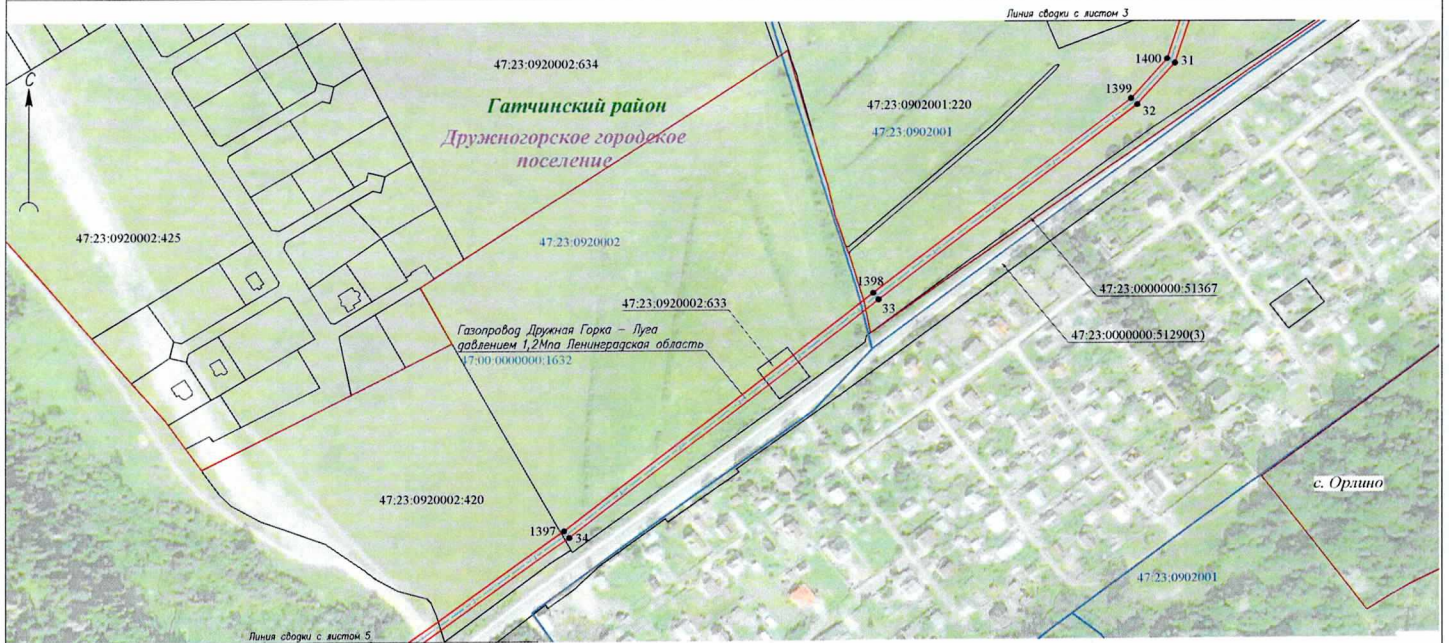 Линия сводки с листом 3
1400
31
47:23:0920002:634
С
1399
Гатчинский район
47:23:0902001:220
32
Дружногорское городское
47:23:0902001
поселение
47:23:0920002:425
47:23:0920002
1398
47:23:0000000:51367
47:23:0920002:633
33
Газопровод Дружная Горка – Луга
47:23:0000000:51290(3)
давлением 1,2Мпа Ленинградская область
47:00:0000000:1632
с. Орлино
47:23:0920002:420
1397
34
47:23:0902001
Линия сводки с листом 5